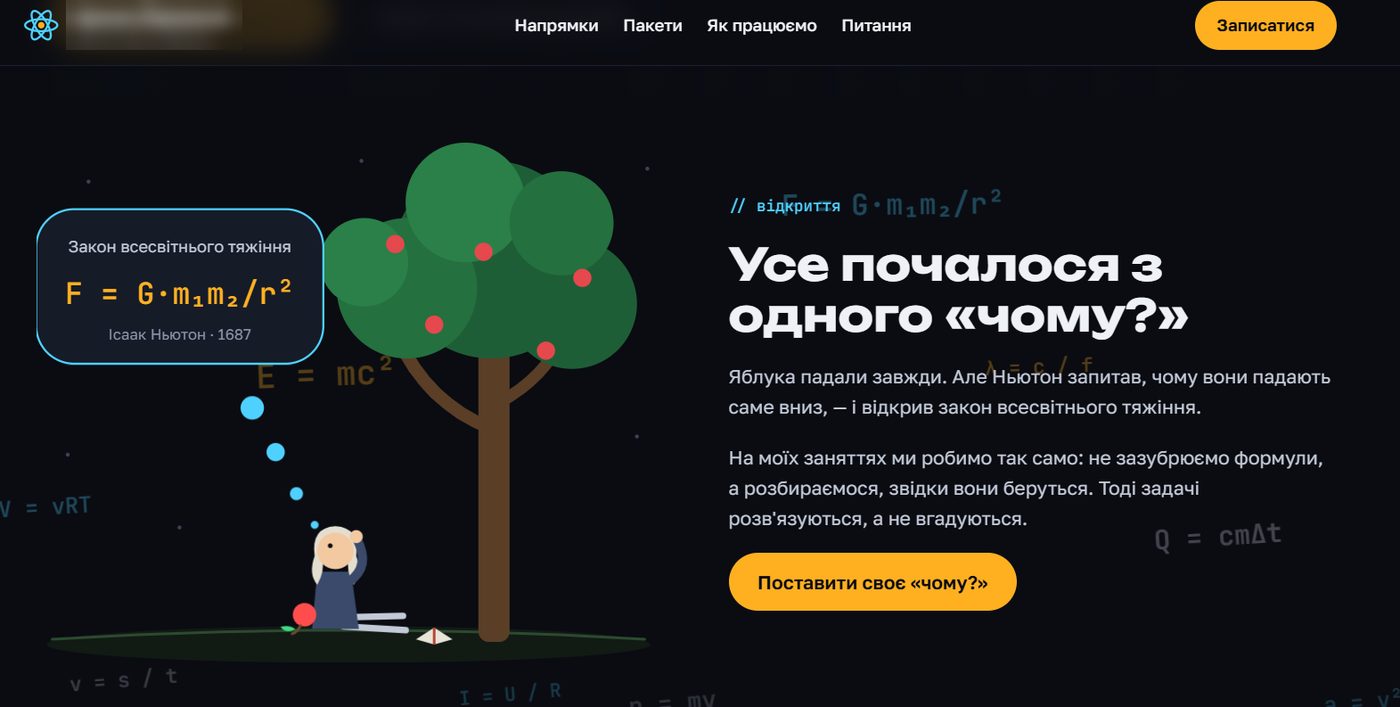 Напрямки
Пакети
Як працюємо
Питання
Записатися
Закон всесвітнього тяжіння
F = G·m₁m₂/r²
Ісаак Ньютон · 1687
// відкриття
F = G·m₁m₂/r²
Усе почалося з
одного «чому?»
E = mc²
λ = c / f
Яблука падали завжди. Але Ньютон запитав, чому вони падають
саме вниз, — і відкрив закон всесвітнього тяжіння.
На моїх заняттях ми робимо так само: не зазубрюємо формули,
а розбираємося, звідки вони беруться. Тоді задачі
розв'язуються, а не вгадуються.
V = νRT
Q = cmΔt
Поставити своє «чому?»
v = s / t
I = U / R